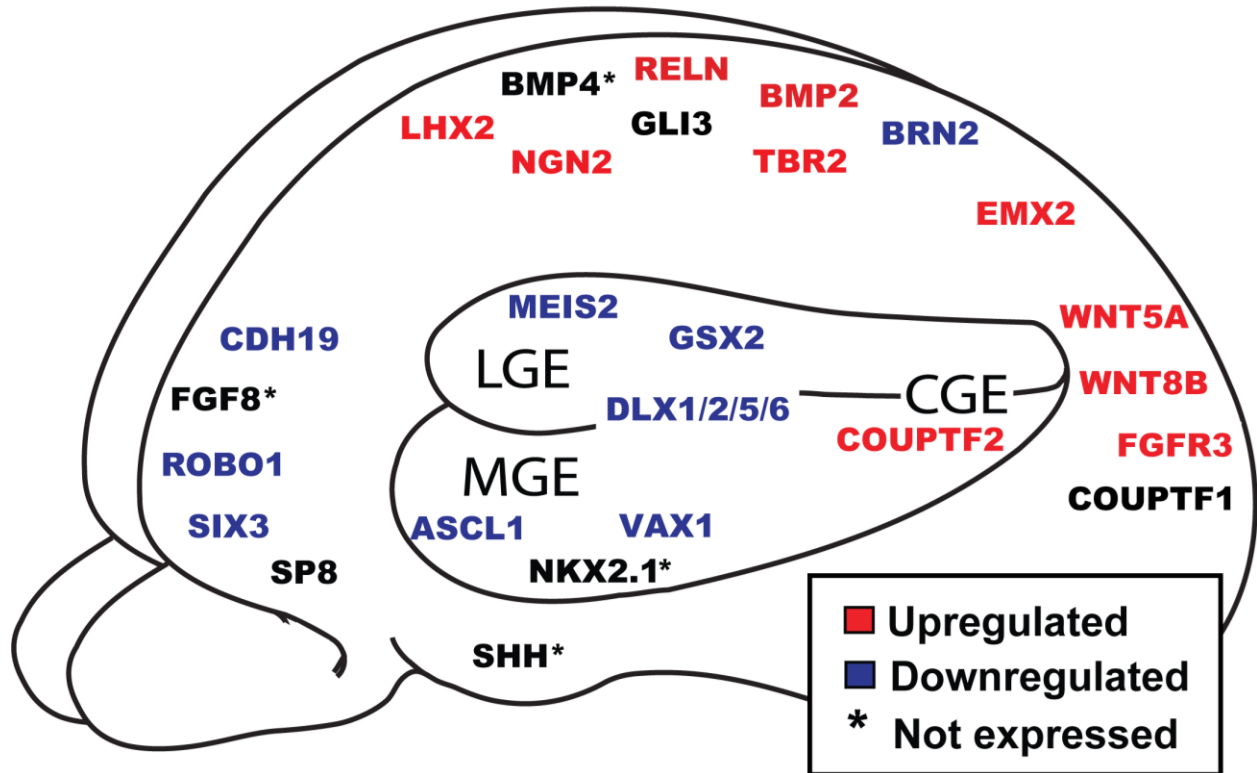 RELN
BMP4*
BMP2
GLI3
LHX2
BRN2
NGN2
TBR2
EMX2
MEIS2
WNT5A
CDH19
GSX2
LGE
WNT8B
FGF8*
CGE
DLX1/2/5/6
COUPTF2
FGFR3
ROBO1
MGE
COUPTF1
SIX3
ASCL1
VAX1
SP8
NKX2.1*
SHH*
Upregulated
Downregulated
* Not expressed